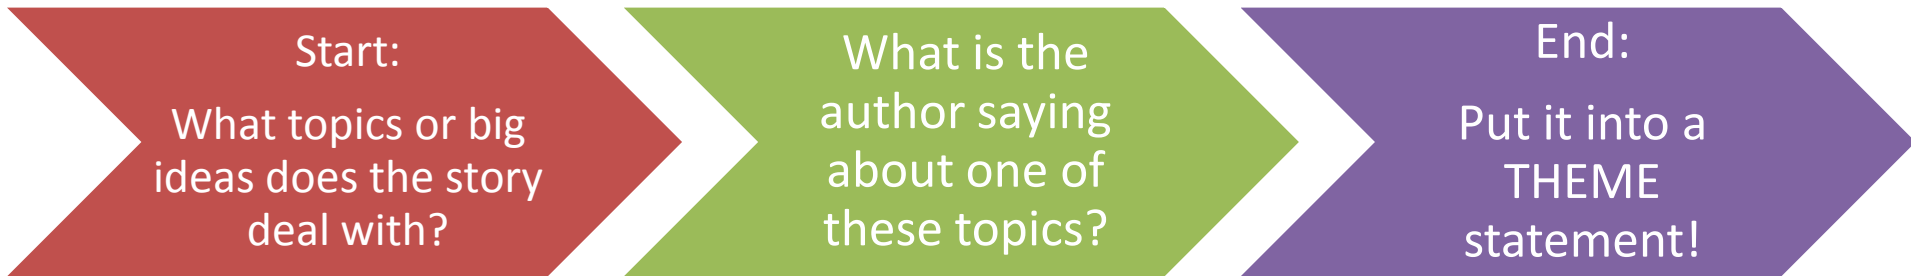 Start:
What topics or big
ideas does the story
deal with?
What is the
author saying
about one of
these topics?
End:
Put it into a
THEME
statement!